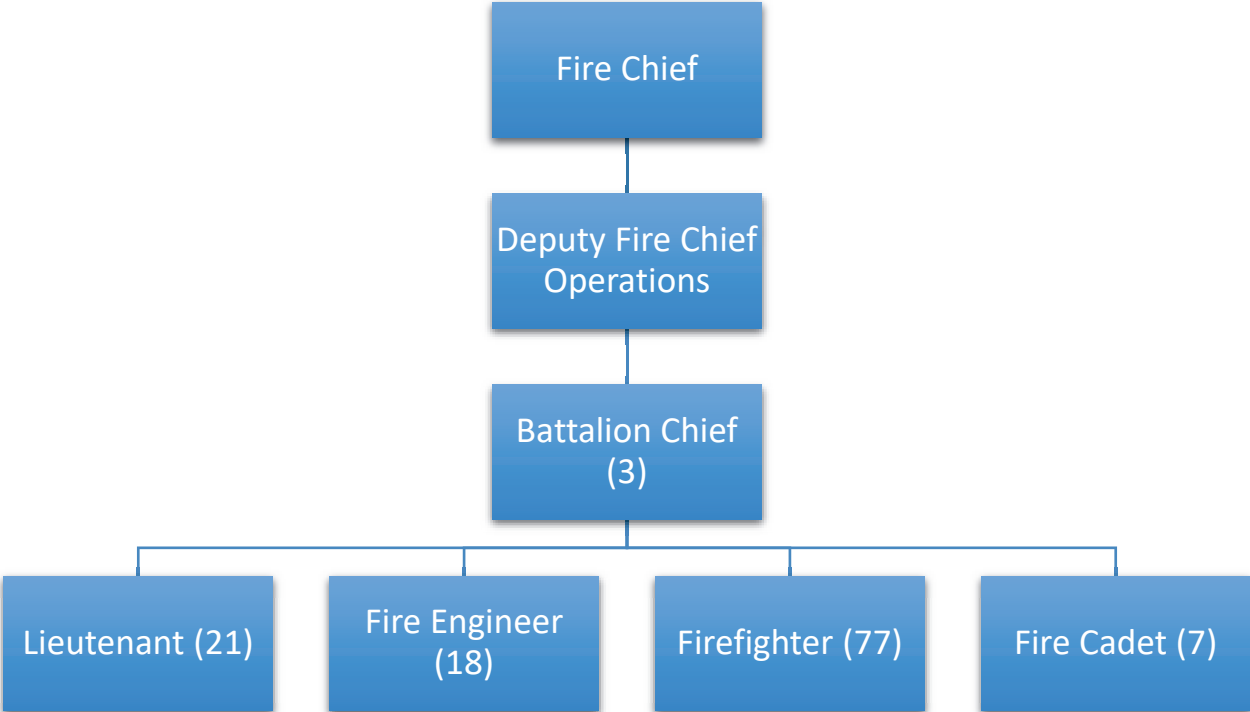 Fire Chief
Deputy Fire Chief
Operations
Battalion Chief
(3)
Lieutenant (21)
Fire Engineer
(18)
Firefighter (77)
Fire Cadet (7)